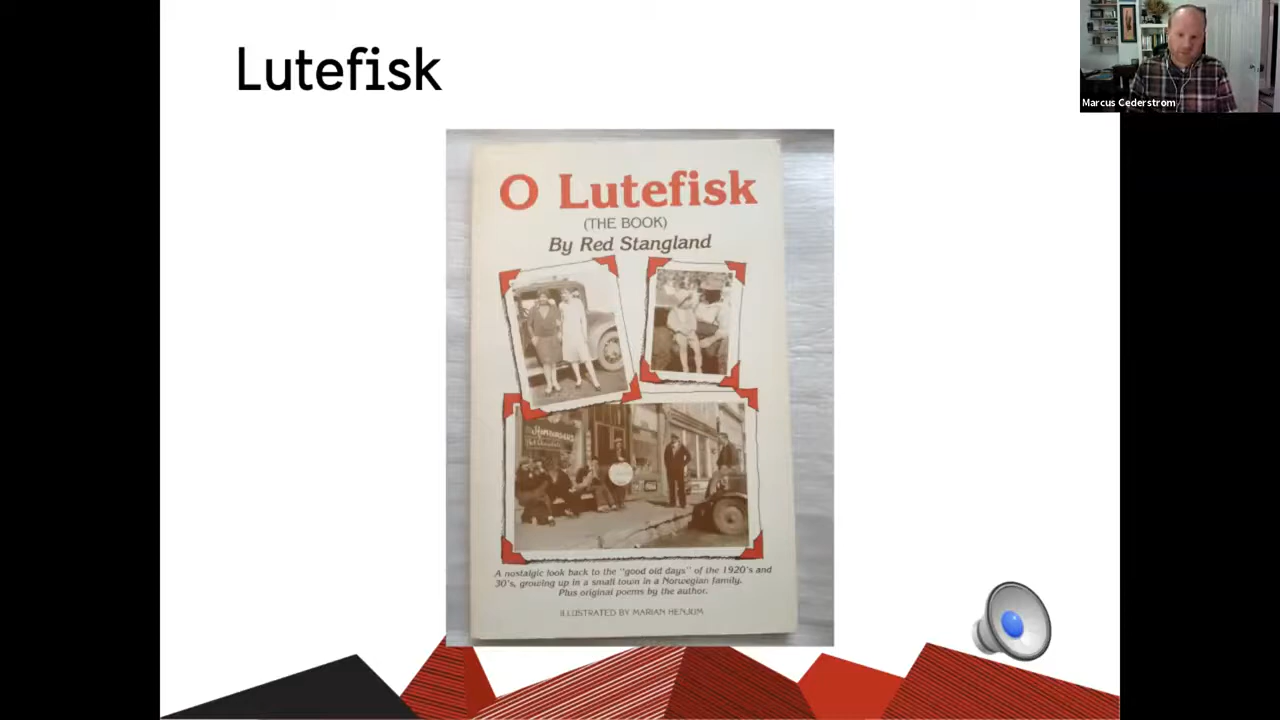 Lutefisk
Marcus Cederstrom
O Lutefisk
(THE BOOK)
By Red Stangland
HAMBURGERS
A nostalgic look back to the "good old days" of the 1920's and
30's, growing up in a small town in a Norwegian family.
Plus original poems by the author.
ILLUSTRATED BY MARIAN HENJUM